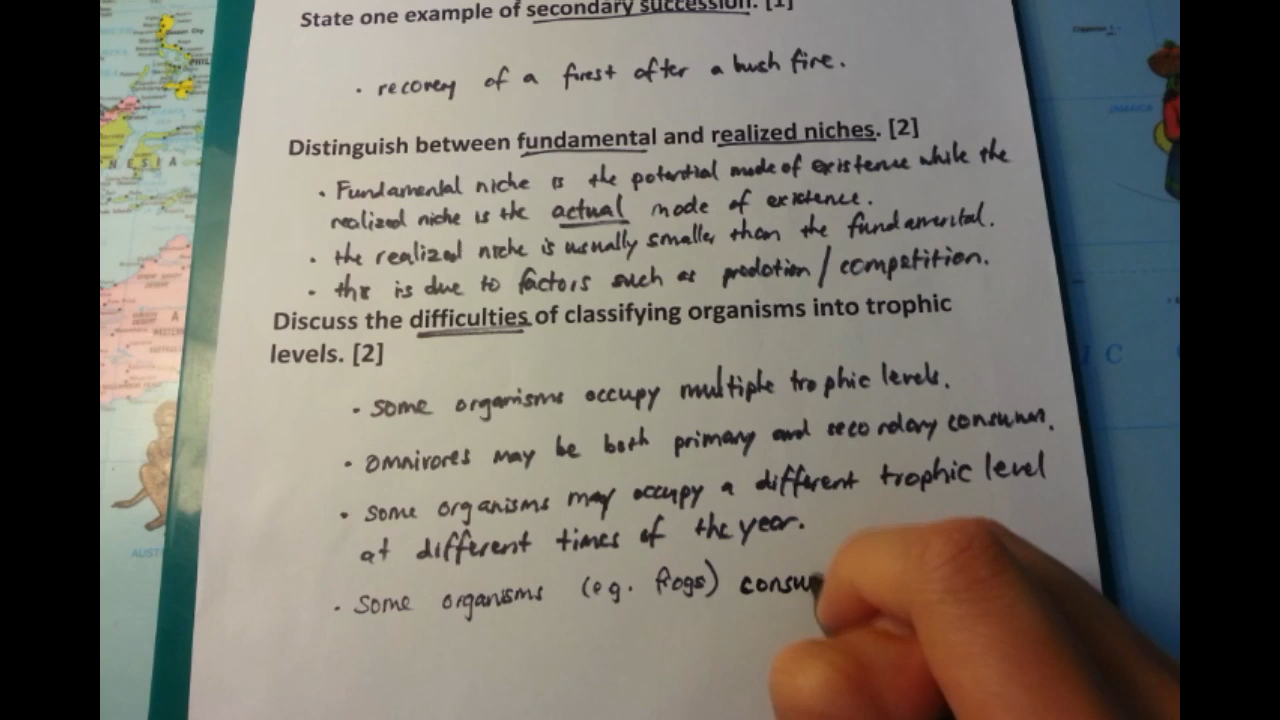 State one example of secondary succession. [1]
• recovery of a forest after a bush fire.
Distinguish between fundamental and realized niches. [2]
• Fundamental niche is the potential mode of existence while the
realized niche is the actual mode of existence.
• the realized niche is usually smaller than the fundamental.
• this is due to factors such as predation / competition.
Discuss the difficulties of classifying organisms into trophic
levels. [2]
• some organisms occupy multiple trophic levels.
• omnivores may be both primary and secondary consumers.
• some organisms may occupy a different trophic level
at different times of the year.
• some organisms (eg. frogs) consu
PHIL
NESIA
JAMAICA
AUST